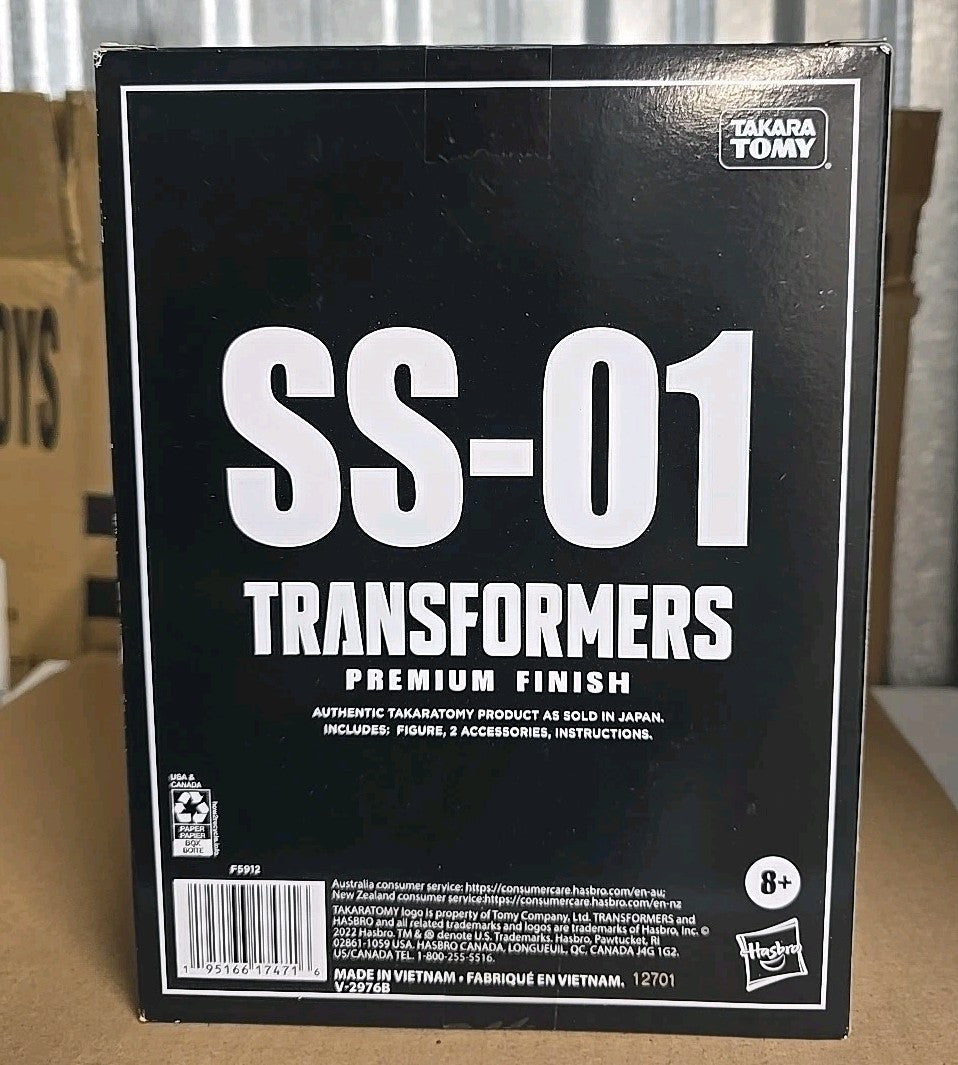 TAKARA
TOMY
OYS
SS-01
TRANSFORMERS
PREMIUM FINISH
AUTHENTIC TAKARATOMY PRODUCT AS SOLD IN JAPAN.
INCLUDES: FIGURE, 2 ACCESSORIES, INSTRUCTIONS.
USA &
CANADA
how2recycle.info
PAPER
PAPIER
BOX
BOÎTE
F5912
8+
Australia consumer service: https://consumercare.hasbro.com/en-au;
New Zealand consumer service:https://consumercare.hasbro.com/en-nz
TAKARATOMY logo is property of Tomy Company, Ltd. TRANSFORMERS and
HASBRO and all related trademarks and logos are trademarks of Hasbro, Inc. ©
2022 Hasbro. TM & ® denote U.S. Trademarks. Hasbro, Pawtucket, RI
02861-1059 USA. HASBRO CANADA, LONGUEUIL, QC, CANADA J4G 1G2.
US/CANADA TEL. 1-800-255-5516.
Hasbro
1 95166 17471 6
MADE IN VIETNAM • FABRIQUÉ EN VIETNAM. 12701
V-2976B